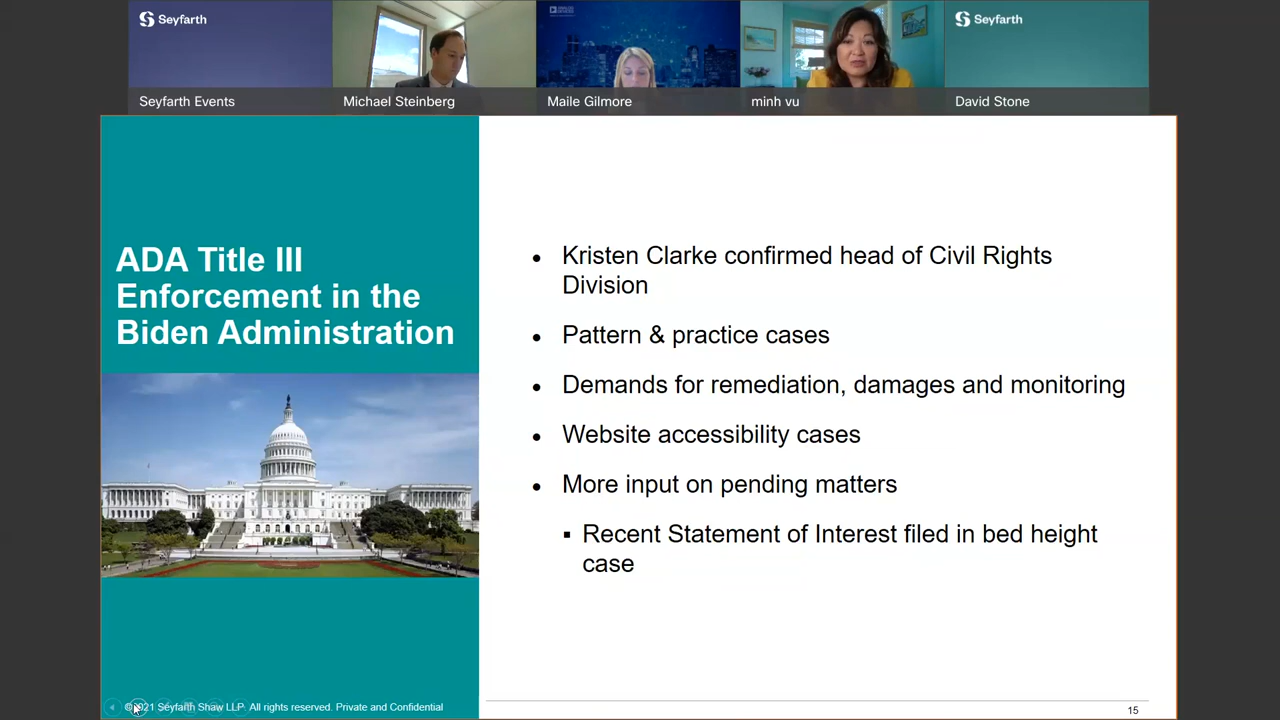 Seyfarth
Seyfarth
Seyfarth Events
Michael Steinberg
Maile Gilmore
minh vu
David Stone
ADA Title III
Enforcement in the
Biden Administration
• Kristen Clarke confirmed head of Civil Rights
Division
• Pattern & practice cases
• Demands for remediation, damages and monitoring
• Website accessibility cases
• More input on pending matters
▪ Recent Statement of Interest filed in bed height
case
©2021 Seyfarth Shaw LLP. All rights reserved. Private and Confidential
15